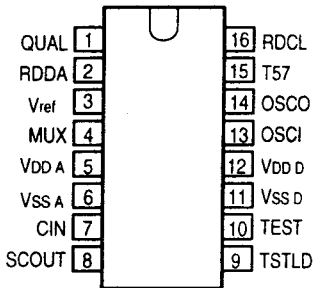 QUAL 1 16 RDCL
RDDA 2 15 T57
Vref 3 14 OSCO
MUX 4 13 OSCI
VDD A 5 12 VDD D
VSS A 6 11 VSS D
CIN 7 10 TEST
SCOUT 8 9 TSTLD